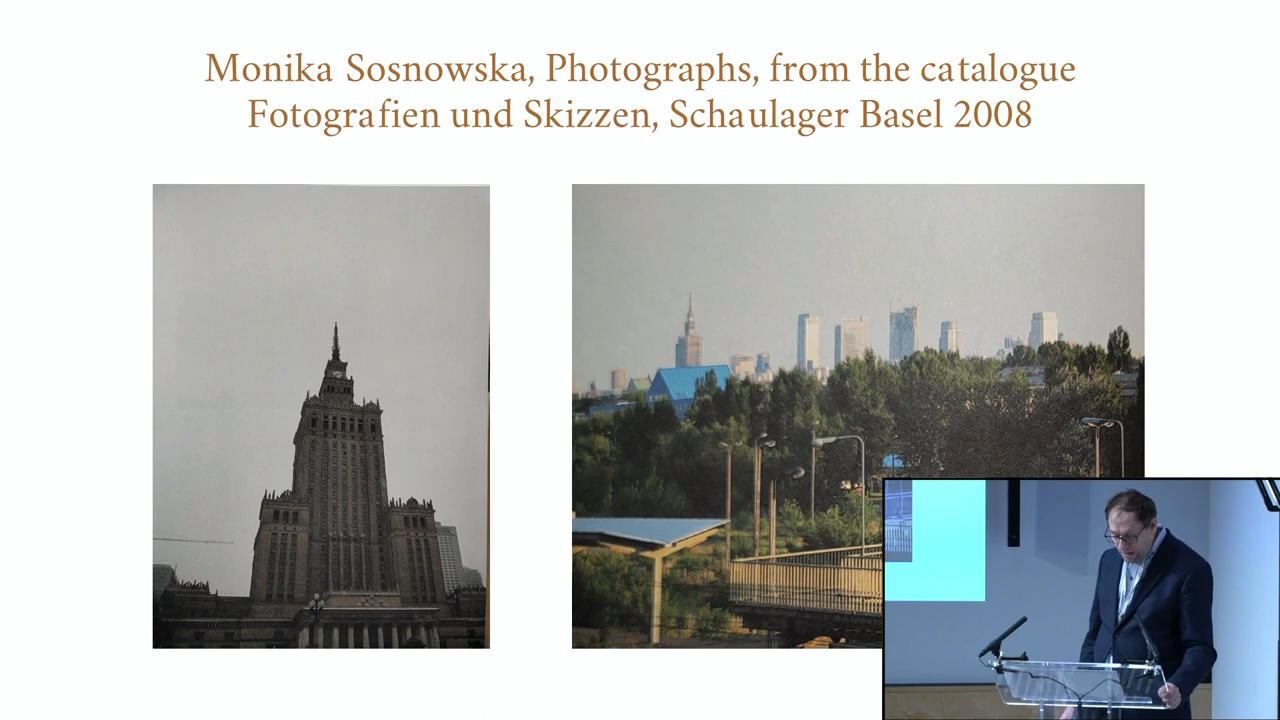 Monika Sosnowska, Photographs, from the catalogue
Fotografien und Skizzen, Schaulager Basel 2008